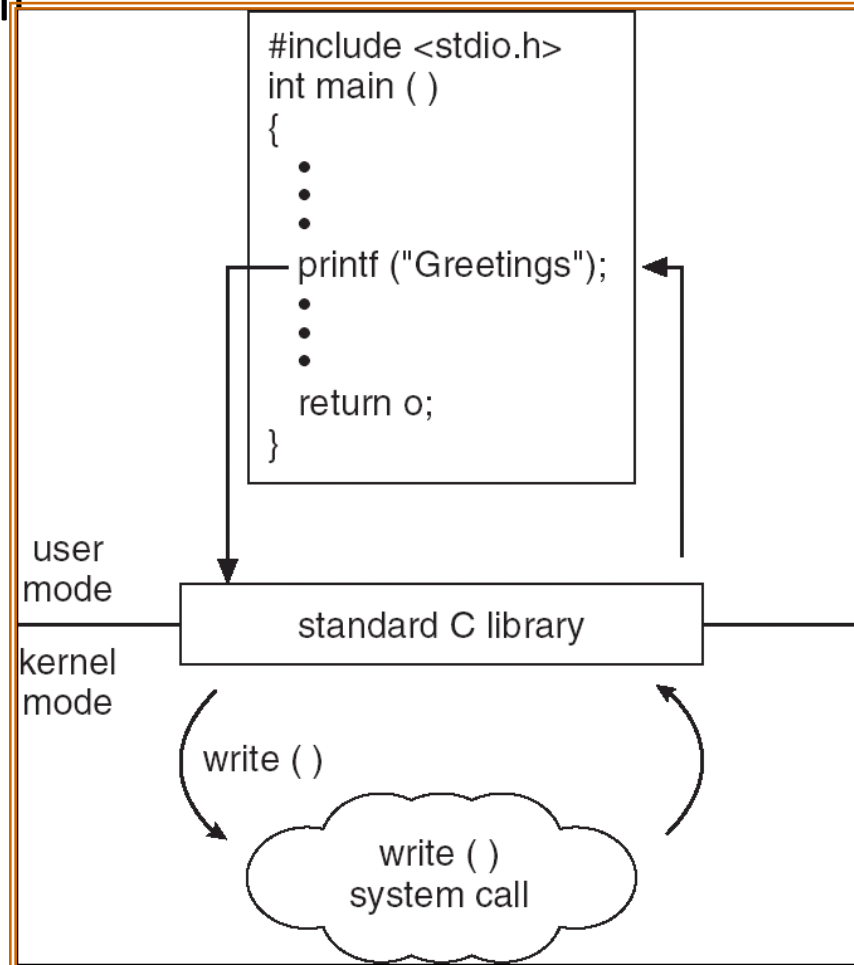 #include <stdio.h>
int main ( )
{
•
•
•
printf ("Greetings");
•
•
•
return o;
}
user
mode
standard C library
kernel
mode
write ( )
write ( )
system call